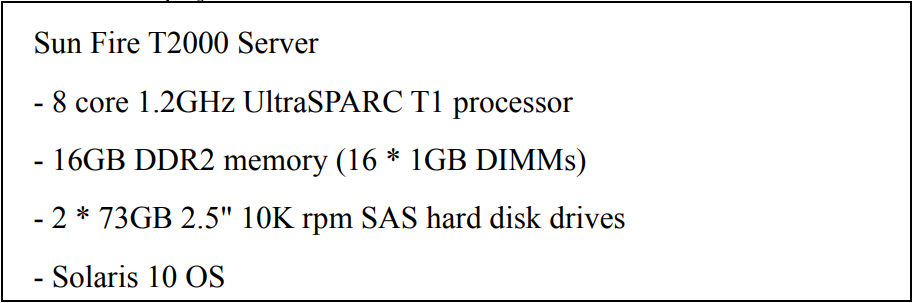 Sun Fire T2000 Server
- 8 core 1.2GHz UltraSPARC T1 processor
- 16GB DDR2 memory (16 * 1GB DIMMs)
- 2 * 73GB 2.5" 10K rpm SAS hard disk drives
- Solaris 10 OS